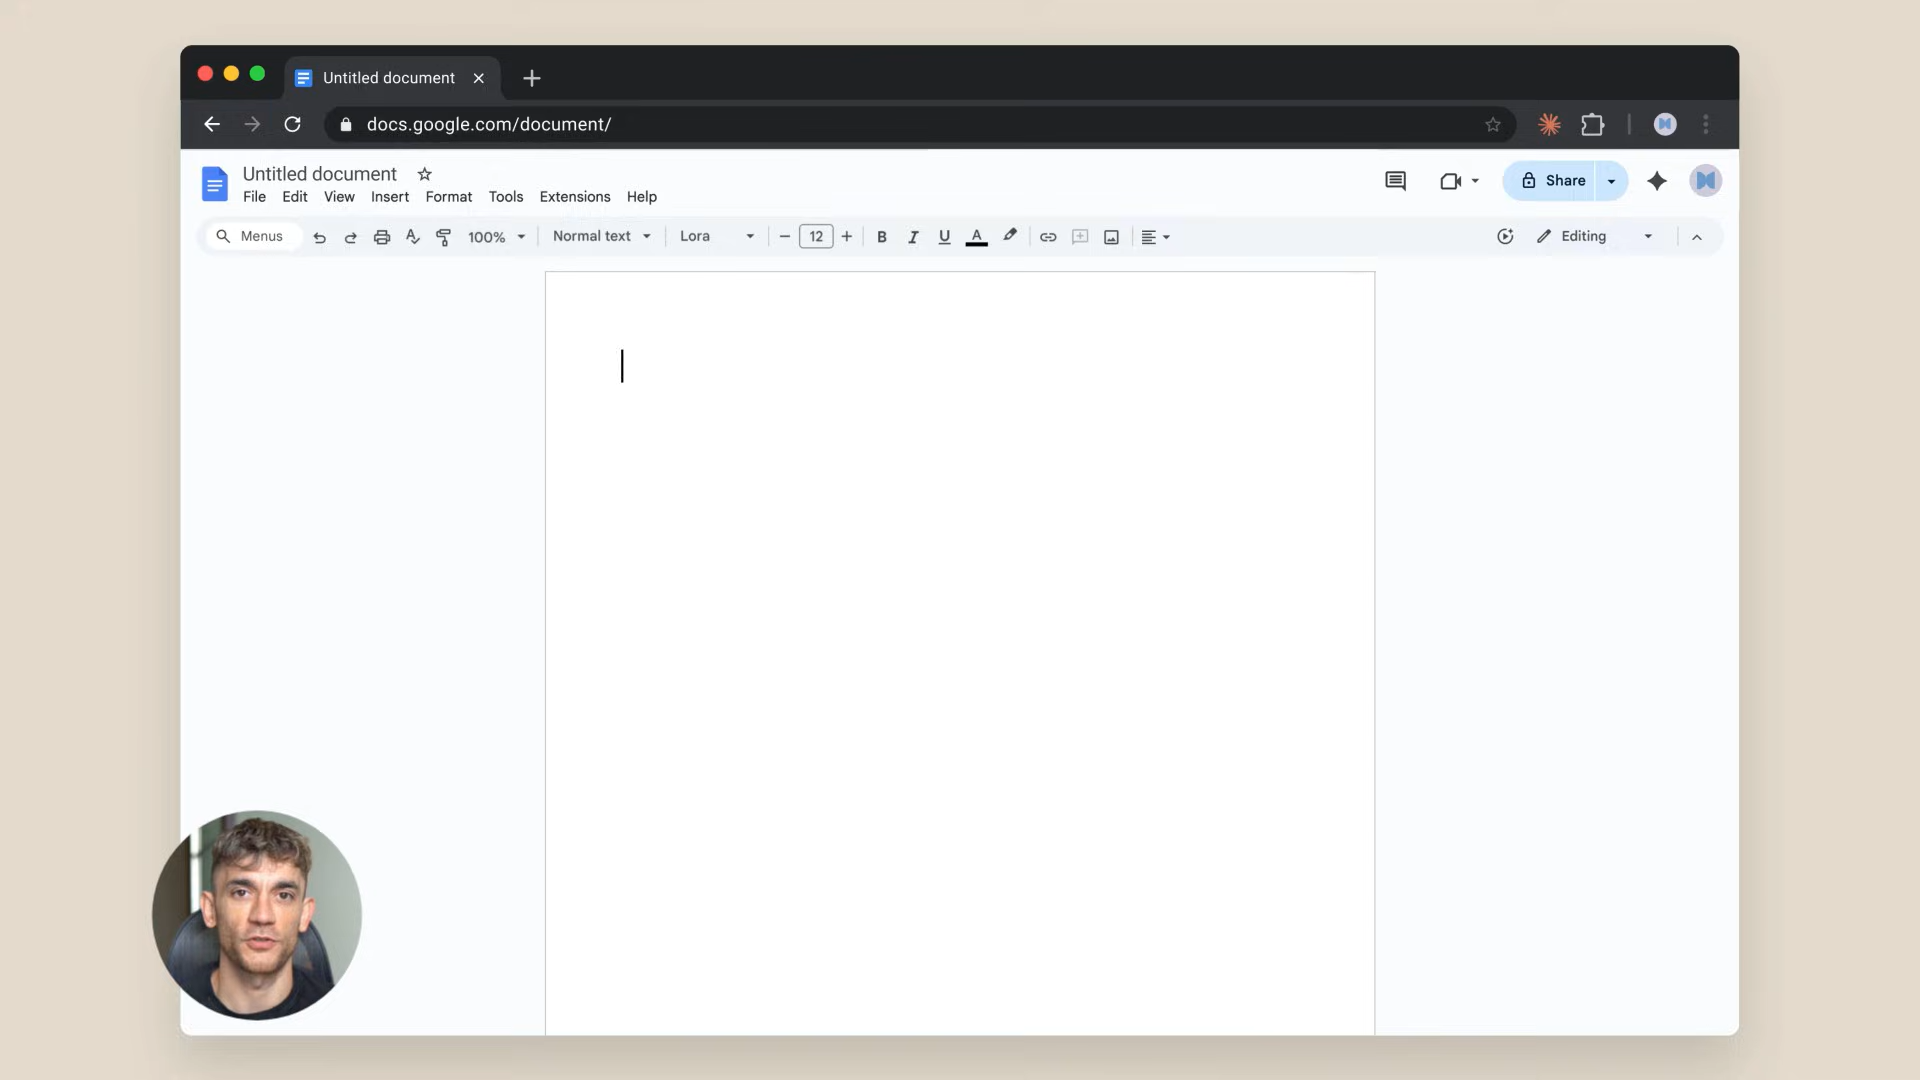 Untitled document
docs.google.com/document/
Untitled document
File Edit View Insert Format Tools Extensions Help
Share
Menus 100% Normal text Lora 12 B I U A Editing